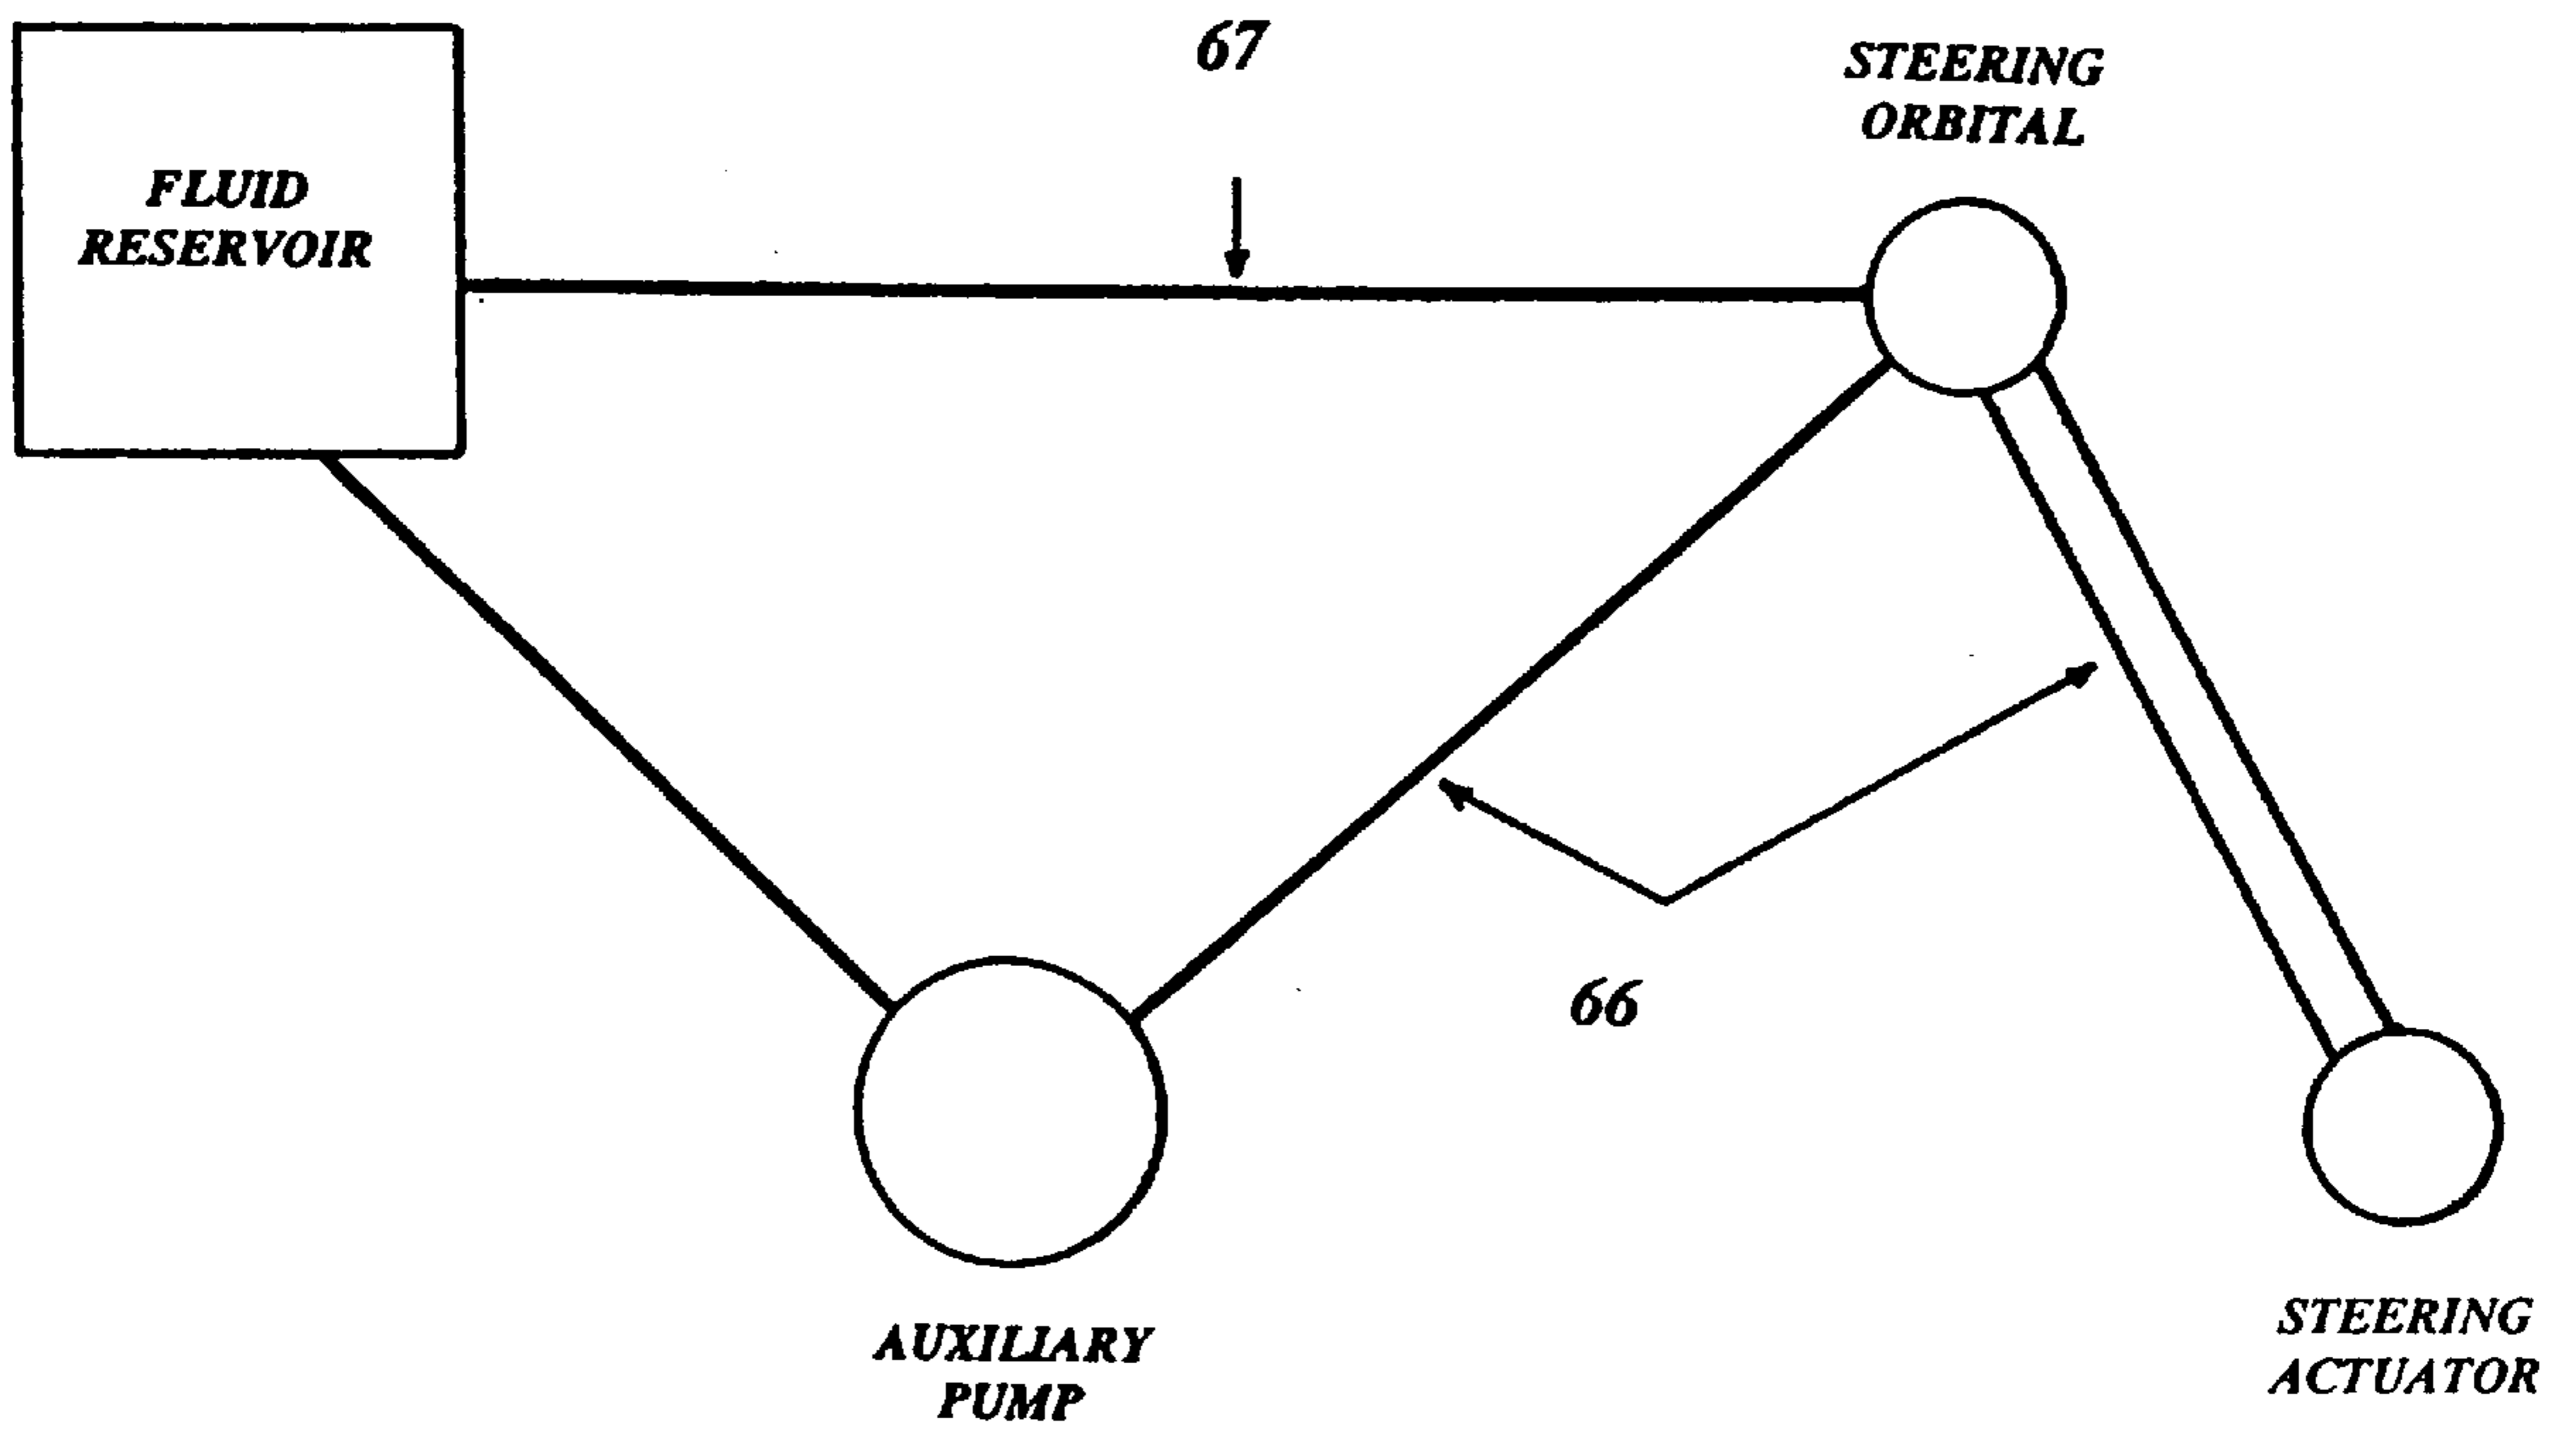 67
STEERING
ORBITAL
FLUID
RESERVOIR
66
AUXILIARY
PUMP
STEERING
ACTUATOR